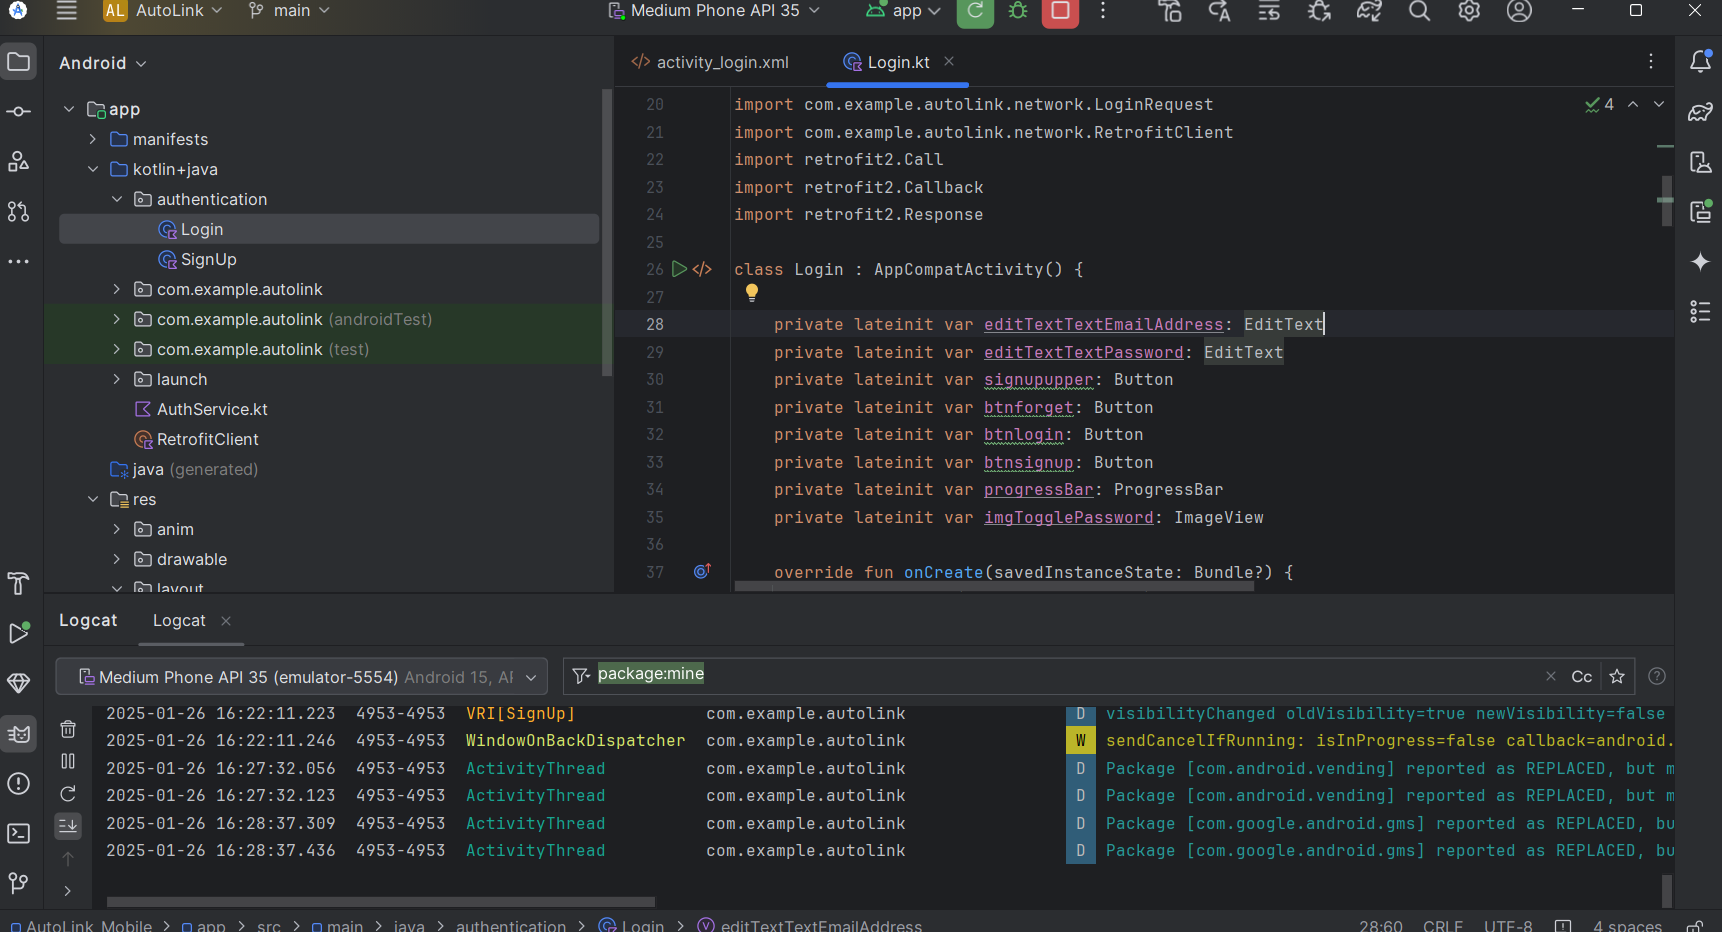 AL AutoLink main Medium Phone API 35 app
Android
app
manifests
kotlin+java
authentication
Login
SignUp
com.example.autolink
com.example.autolink (androidTest)
com.example.autolink (test)
launch
AuthService.kt
RetrofitClient
java (generated)
res
anim
drawable
layout
activity_login.xml Login.kt
4
20 import com.example.autolink.network.LoginRequest
21 import com.example.autolink.network.RetrofitClient
22 import retrofit2.Call
23 import retrofit2.Callback
24 import retrofit2.Response
25
26 class Login : AppCompatActivity() {
27
28 private lateinit var editTextTextEmailAddress: EditText
29 private lateinit var editTextTextPassword: EditText
30 private lateinit var signupupper: Button
31 private lateinit var btnforget: Button
32 private lateinit var btnlogin: Button
33 private lateinit var btnsignup: Button
34 private lateinit var progressBar: ProgressBar
35 private lateinit var imgTogglePassword: ImageView
36
37 override fun onCreate(savedInstanceState: Bundle?) {
Logcat Logcat
Medium Phone API 35 (emulator-5554) Android 15, AP package:mine Cc
2025-01-26 16:22:11.223 4953-4953 VRI[SignUp] com.example.autolink D visibilityChanged oldVisibility=true newVisibility=false
2025-01-26 16:22:11.246 4953-4953 WindowOnBackDispatcher com.example.autolink W sendCancelIfRunning: isInProgress=false callback=android.
2025-01-26 16:27:32.056 4953-4953 ActivityThread com.example.autolink D Package [com.android.vending] reported as REPLACED, but m
2025-01-26 16:27:32.123 4953-4953 ActivityThread com.example.autolink D Package [com.android.vending] reported as REPLACED, but m
2025-01-26 16:28:37.309 4953-4953 ActivityThread com.example.autolink D Package [com.google.android.gms] reported as REPLACED, bu
2025-01-26 16:28:37.436 4953-4953 ActivityThread com.example.autolink D Package [com.google.android.gms] reported as REPLACED, bu
AutoLink_Mobile > app > src > main > java > authentication > Login > editTextTextEmailAddress 28:60 CRLF UTF-8 4 spaces